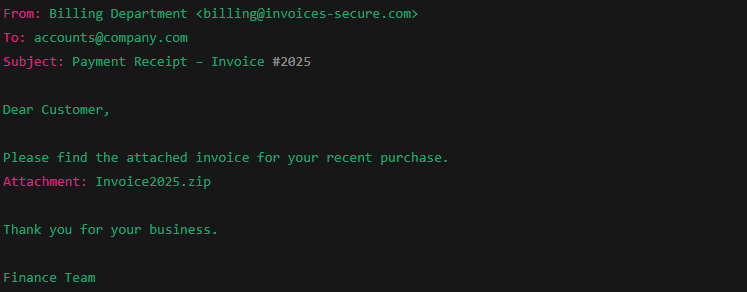 From: Billing Department <billing@invoices-secure.com>
To: accounts@company.com
Subject: Payment Receipt – Invoice #2025
Dear Customer,
Please find the attached invoice for your recent purchase.
Attachment: Invoice2025.zip
Thank you for your business.
Finance Team